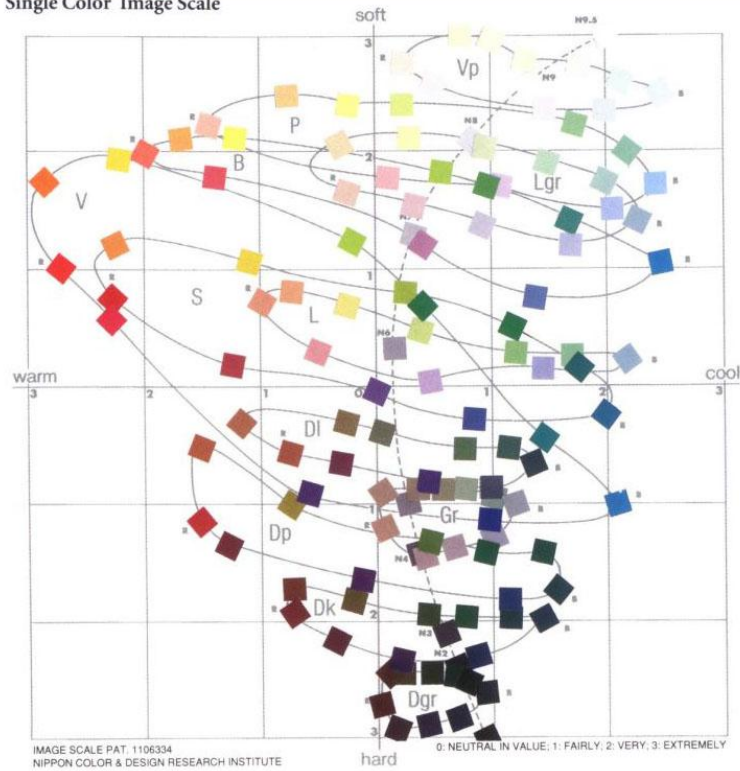 Single Color Image Scale
soft
N9.5
3
R
Vp
N9
B
P
R
N8
R
B
2
Lgr
B
V
R
R
B
R
1
S
R
L
N6
B
warm
cool
3
2
1
0
1
2
3
Dl
B
R
B
B
1
Gr
R
Dp
R
N4
B
Dk
R
2
B
N3
N2
Dgr
B
3
hard
IMAGE SCALE PAT. 1106334
NIPPON COLOR & DESIGN RESEARCH INSTITUTE
0: NEUTRAL IN VALUE; 1: FAIRLY; 2: VERY; 3: EXTREMELY